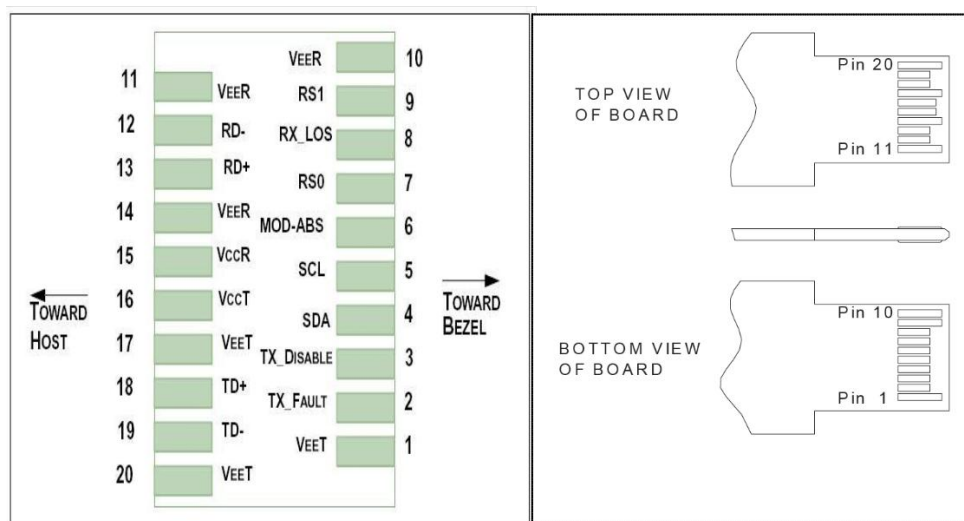 11 VEER
12 RD-
13 RD+
14 VEER
15 VCCR
16 VCCT
17 VEET
18 TD+
19 TD-
20 VEET
TOWARD
HOST
VEER 10
RS1 9
RX_LOS 8
RS0 7
MOD-ABS 6
SCL 5
SDA 4
TX_DISABLE 3
TX_FAULT 2
VEET 1
TOWARD
BEZEL
TOP VIEW
OF BOARD
Pin 20
Pin 11
BOTTOM VIEW
OF BOARD
Pin 10
Pin 1